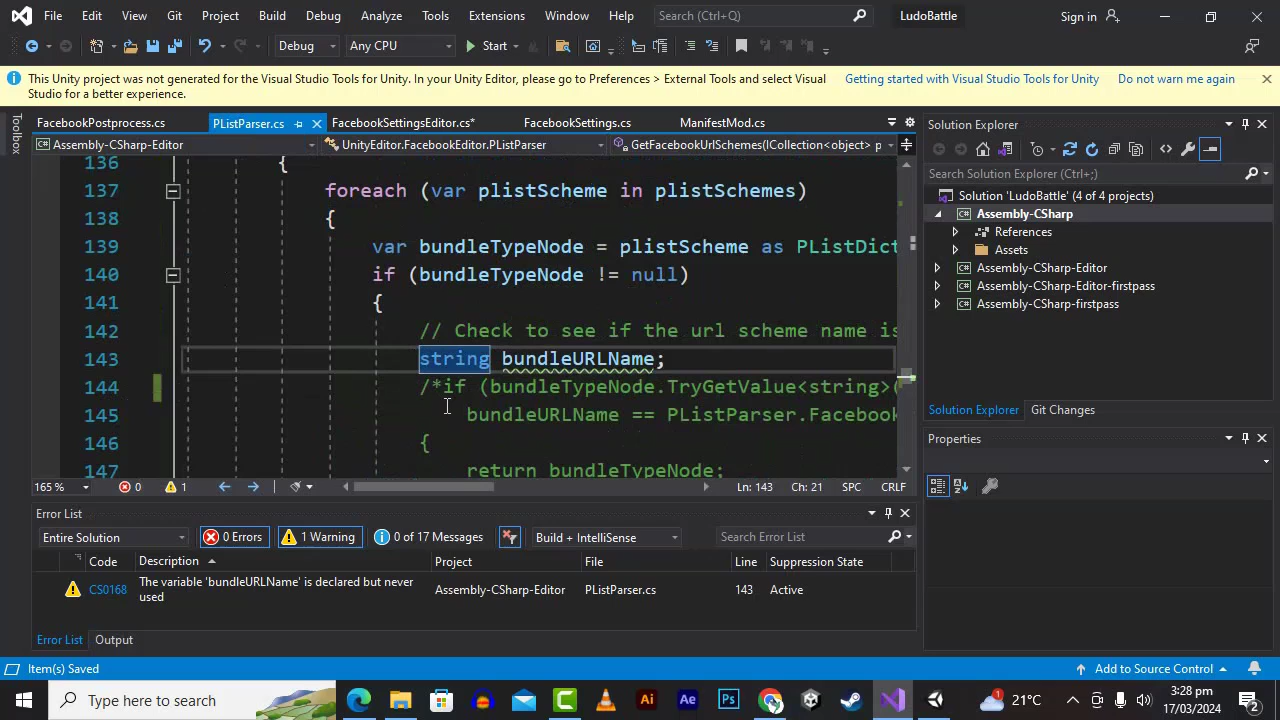 File Edit View Git Project Build Debug Analyze Tools Extensions Window Help Search (Ctrl+Q) LudoBattle Sign in
Debug Any CPU Start
This Unity project was not generated for the Visual Studio Tools for Unity. In your Unity Editor, please go to Preferences > External Tools and select Visual Getting started with Visual Studio Tools for Unity Do not warn me again
Studio for a better experience.
Toolbox
FacebookPostprocess.cs PListParser.cs FacebookSettingsEditor.cs* FacebookSettings.cs ManifestMod.cs
Assembly-CSharp-Editor UnityEditor.FacebookEditor.PListParser GetFacebookUrlSchemes(ICollection<object> p
136 {
137 foreach (var plistScheme in plistSchemes)
138 {
139 var bundleTypeNode = plistScheme as PListDict
140 if (bundleTypeNode != null)
141 {
142 // Check to see if the url scheme name is
143 string bundleURLName;
144 /*if (bundleTypeNode.TryGetValue<string>(
145 bundleURLName == PListParser.Facebook
146 {
147 return bundleTypeNode;
165 % 0 1 Ln: 143 Ch: 21 SPC CRLF
Error List
Entire Solution 0 Errors 1 Warning 0 of 17 Messages Build + IntelliSense Search Error List
Code Description Project File Line Suppression State
CS0168 The variable 'bundleURLName' is declared but never used Assembly-CSharp-Editor PListParser.cs 143 Active
Error List Output
Solution Explorer
Search Solution Explorer (Ctrl+;)
Solution 'LudoBattle' (4 of 4 projects)
Assembly-CSharp
References
Assets
Assembly-CSharp-Editor
Assembly-CSharp-Editor-firstpass
Assembly-CSharp-firstpass
Solution Explorer Git Changes
Properties
Item(s) Saved Add to Source Control
Type here to search Ai Ae Ps 1 21°C 3:28 pm
17/03/2024 2